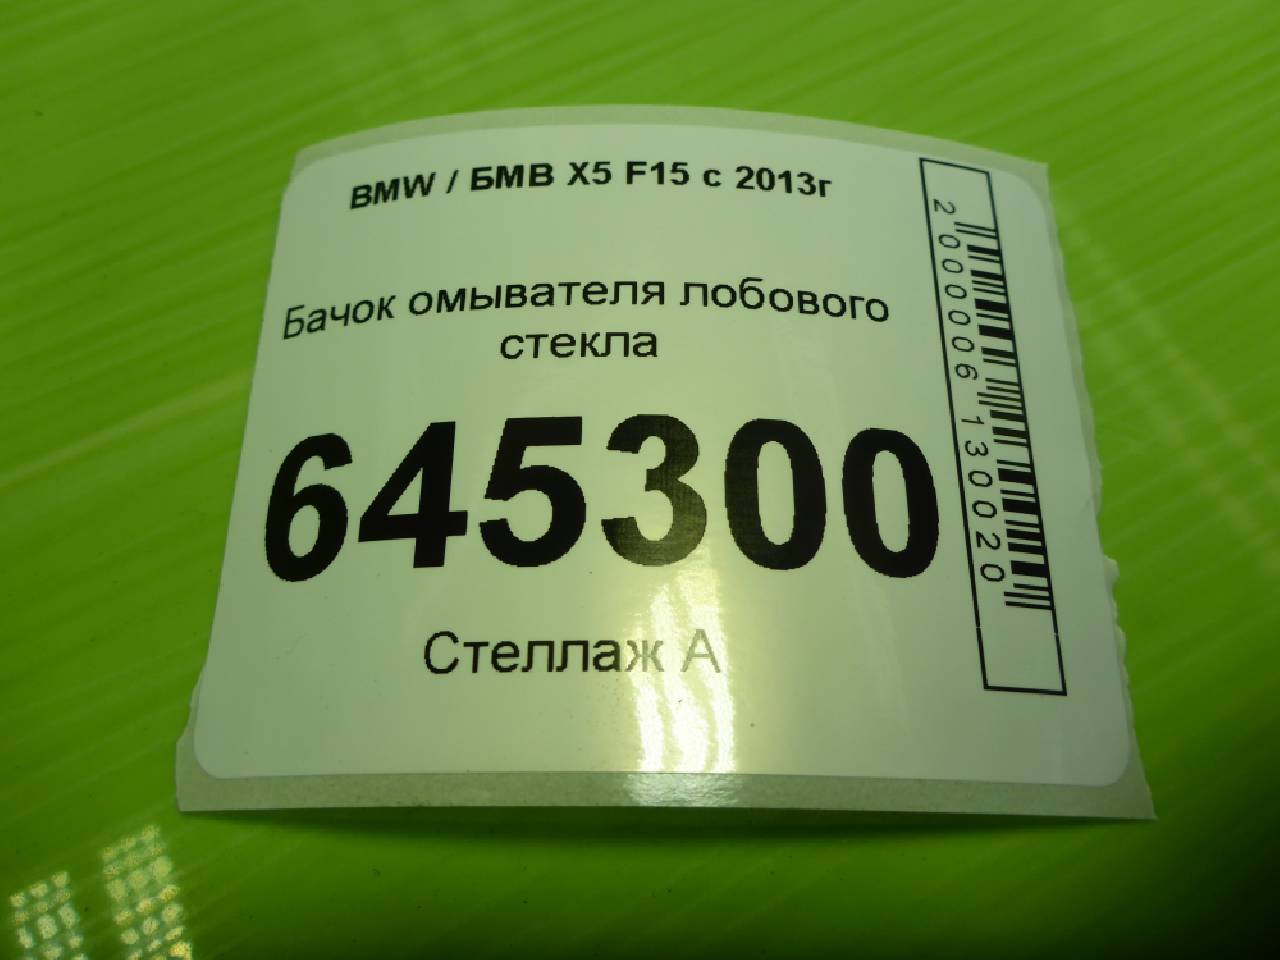 BMW / БМВ X5 F15 с 2013г
Бачок омывателя лобового
стекла
645300
Стеллаж А
2000006130020